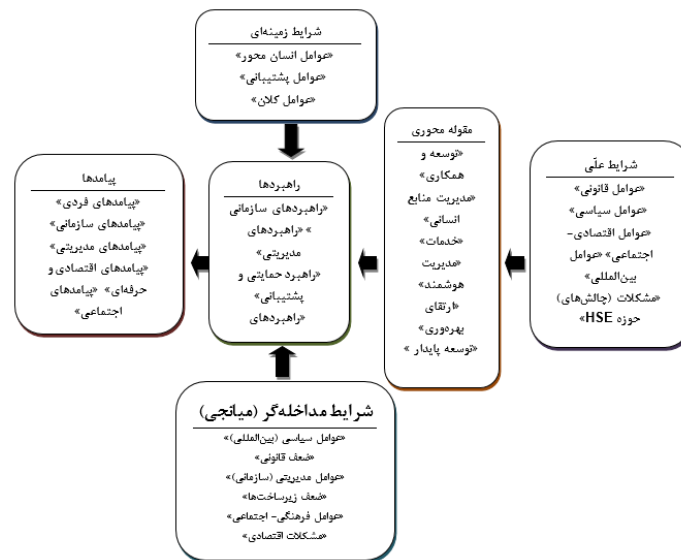 شرایط زمینه‌ای
«عوامل انسان محور»
«عوامل پشتیبانی»
«عوامل کلان»
شرایط علّی
«عوامل قانونی»
«عوامل سیاسی»
«عوامل اقتصادی-
اجتماعی» «عوامل
بین‌المللی»
«مشکلات (چالش‌های)
حوزه HSE»
مقوله محوری
«توسعه و
همکاری»
«مدیریت منابع
انسانی»
«خدمات»
«مدیریت
هوشمند»
«ارتقای
بهره‌وری»
«توسعه پایدار»
راهبردها
«راهبردهای سازمانی
» «راهبردهای
مدیریتی»
«راهبرد حمایتی و
پشتیبانی»
«راهبردهای
پیامدها
«پیامدهای فردی»
«پیامدهای سازمانی»
«پیامدهای مدیریتی»
«پیامدهای اقتصادی و
حرفه‌ای» «پیامدهای
اجتماعی»
شرایط مداخله‌گر (میانجی)
«عوامل سیاسی (بین‌المللی)»
«ضعف قانونی»
«عوامل مدیریتی (سازمانی)»
«ضعف زیرساخت‌ها»
«عوامل فرهنگی- اجتماعی»
«مشکلات اقتصادی»